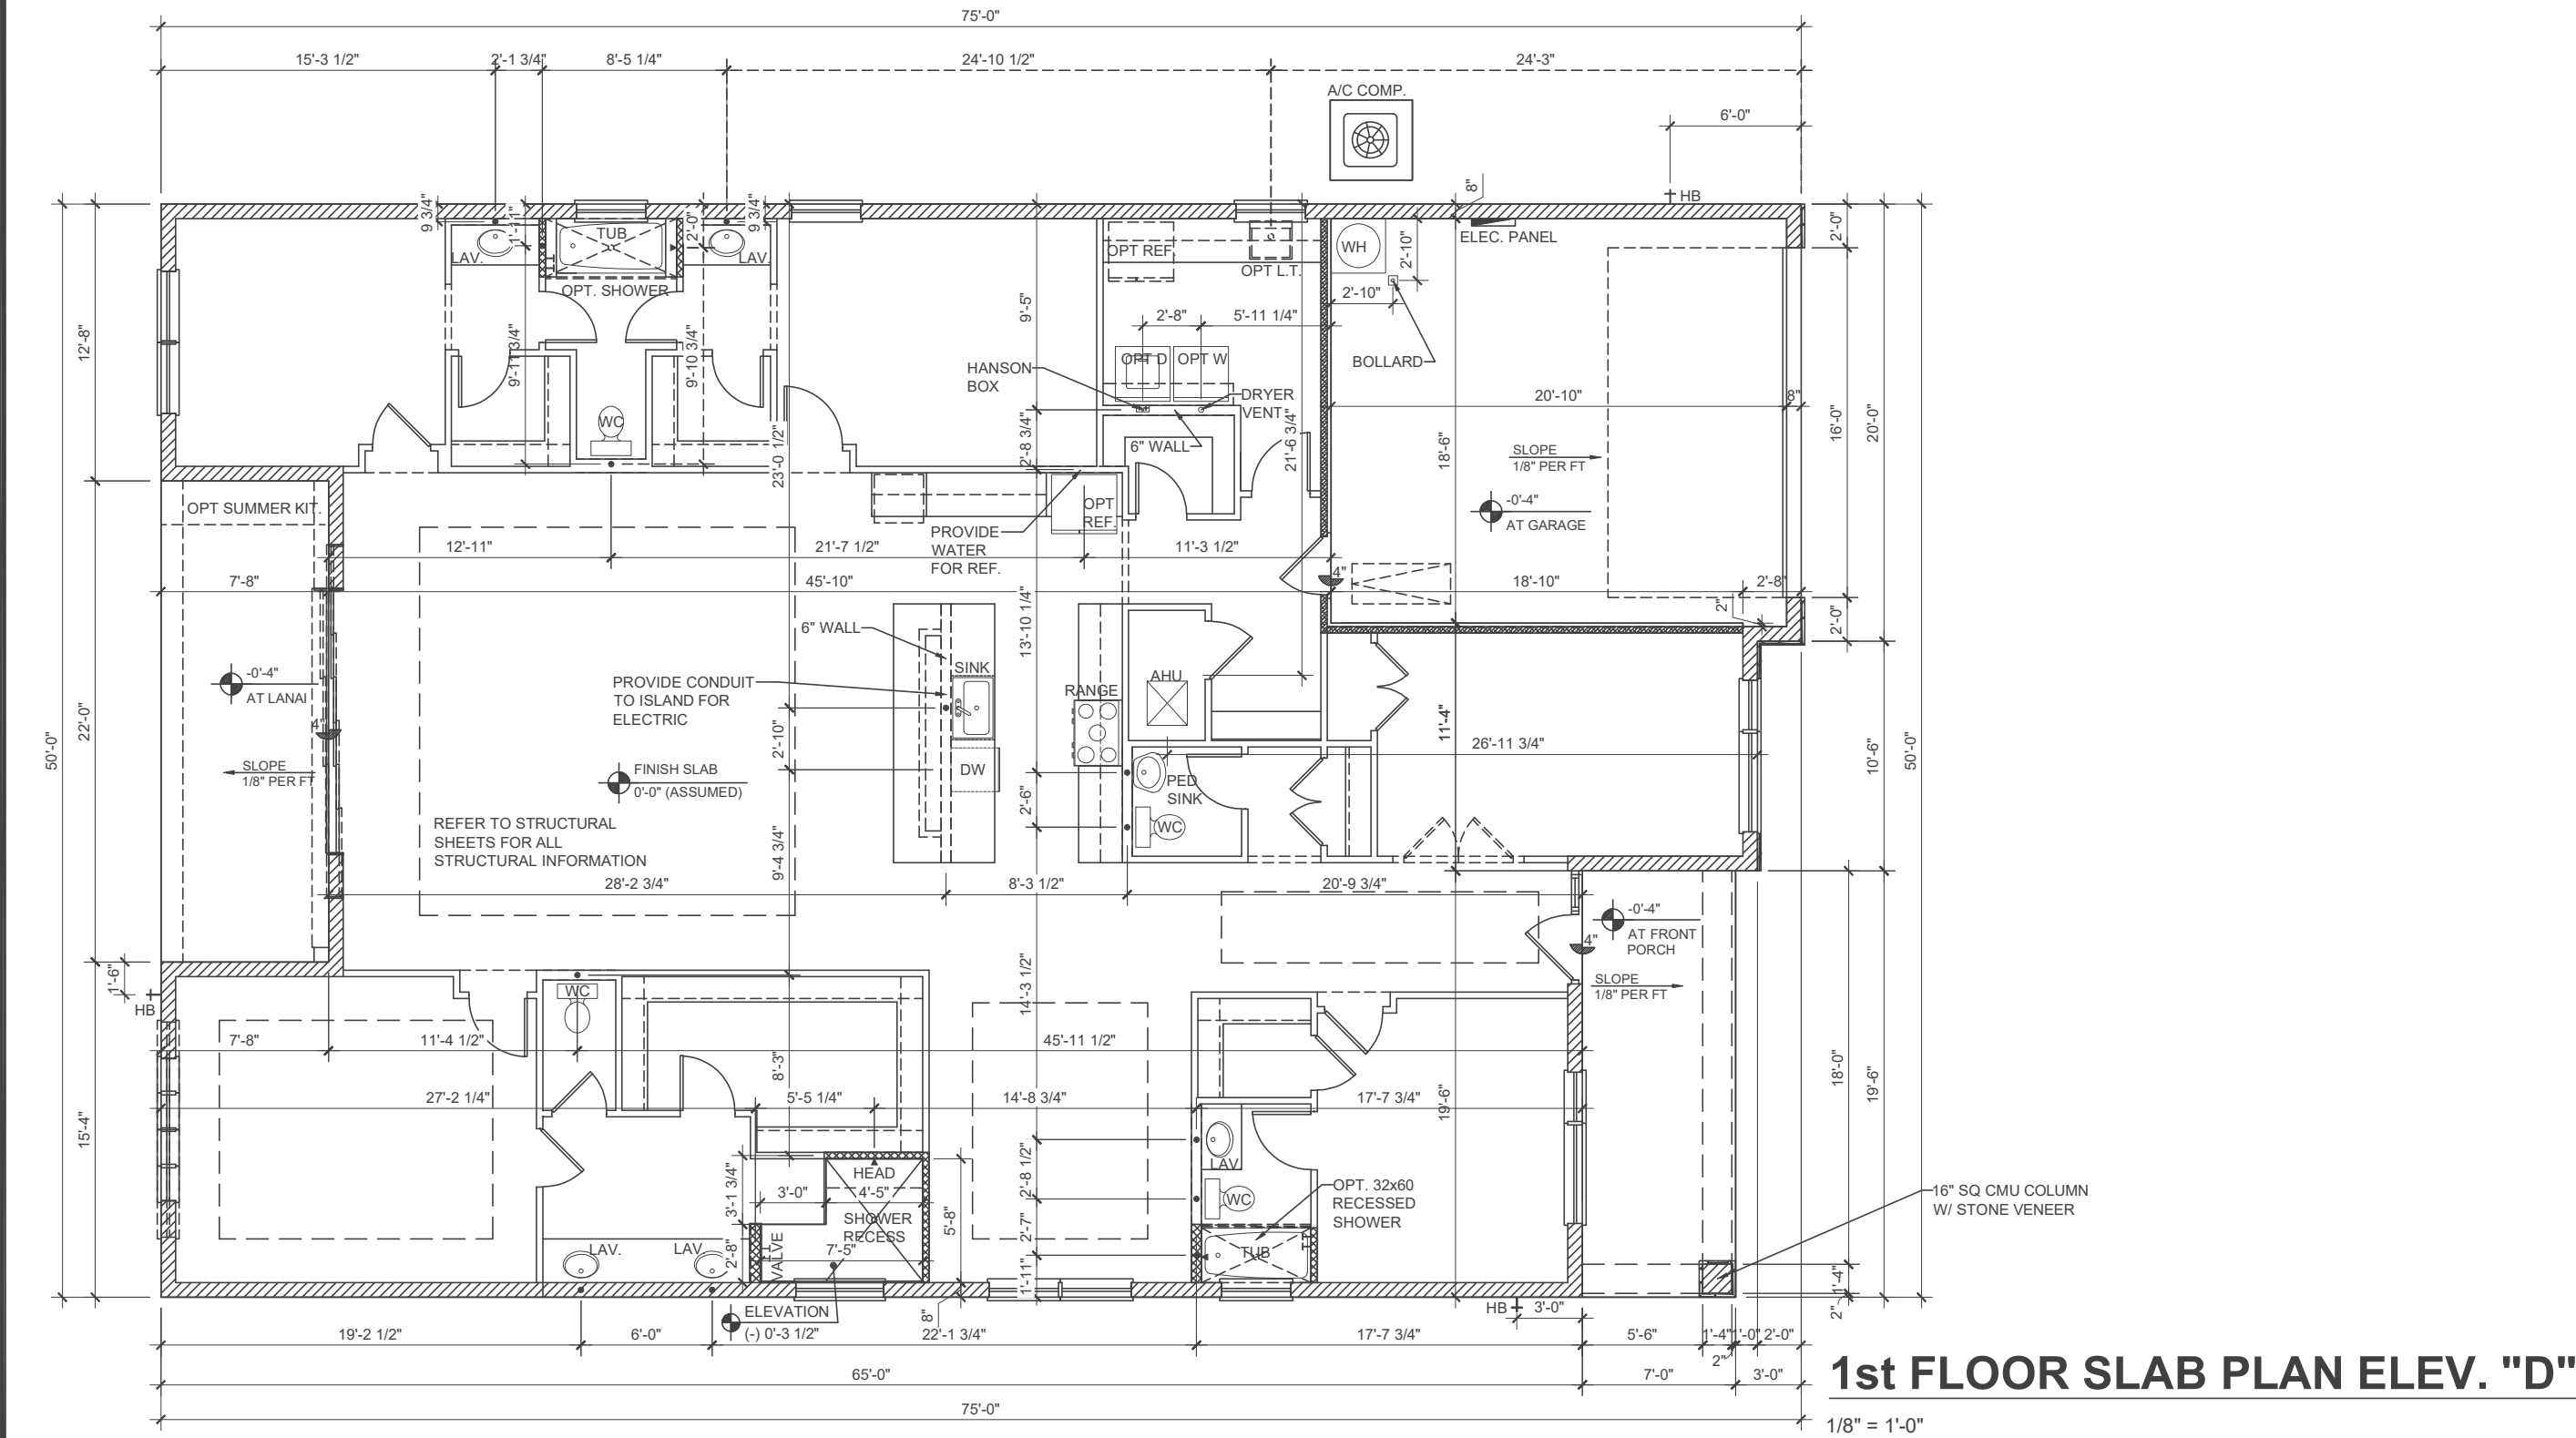 75'-0"
15'-3 1/2"
2'-1 3/4"
8'-5 1/4"
24'-10 1/2"
24'-3"
A/C COMP.
6'-0"
HB
8"
ELEC. PANEL
9 3/4"
1'-11"
TUB
2'-0"
9 3/4"
LAV.
LAV.
OPT. SHOWER
OPT REF.
OPT L.T.
WH
2'-10"
2'-10"
BOLLARD
2'-0"
12'-8"
9'-11 3/4"
9'-10 3/4"
WC
23'-0 1/2"
9'-5"
2'-8"
5'-11 1/4"
OPT D
OPT W
HANSON
BOX
DRYER
VENT
6" WALL
2'-8 3/4"
21'-6 3/4"
20'-10"
8"
18'-6"
16'-0"
20'-0"
SLOPE
1/8" PER FT
-0'-4"
AT GARAGE
OPT SUMMER KIT.
OPT
REF.
PROVIDE
WATER
FOR REF.
12'-11"
21'-7 1/2"
11'-3 1/2"
7'-8"
45'-10"
4"
18'-10"
2'-8"
2"
2'-0"
13'-10 1/4"
6" WALL
SINK
-0'-4"
AT LANAI
4"
SLOPE
1/8" PER FT
22'-0"
50'-0"
PROVIDE CONDUIT
TO ISLAND FOR
ELECTRIC
2'-10"
RANGE
AHU
11'-4"
26'-11 3/4"
10'-6"
50'-0"
FINISH SLAB
0'-0" (ASSUMED)
DW
2'-6"
PED
SINK
WC
REFER TO STRUCTURAL
SHEETS FOR ALL
STRUCTURAL INFORMATION
9'-4 3/4"
28'-2 3/4"
8'-3 1/2"
20'-9 3/4"
-0'-4"
AT FRONT
PORCH
4"
SLOPE
1/8" PER FT
1'-6"
HB
WC
14'-3 1/2"
7'-8"
11'-4 1/2"
45'-11 1/2"
8'-3"
18'-0"
19'-6"
15'-4"
27'-2 1/4"
5'-5 1/4"
14'-8 3/4"
17'-7 3/4"
19'-6"
LAV.
HEAD
3'-1 3/4"
3'-0"
4'-5"
2'-8 1/2"
WC
OPT. 32x60
RECESSED
SHOWER
16" SQ CMU COLUMN
W/ STONE VENEER
SHOWER
RECESS
5'-8"
2'-7"
LAV.
LAV.
2'-8"
VALVE
7'-5"
TUB
1'-11"
1'-4"
2"
ELEVATION
(-) 0'-3 1/2"
8"
HB
3'-0"
19'-2 1/2"
6'-0"
22'-1 3/4"
17'-7 3/4"
5'-6"
1'-4"
1'-0"
2'-0"
2"
65'-0"
7'-0"
3'-0"
75'-0"
1st FLOOR SLAB PLAN ELEV. "D"
1/8" = 1'-0"